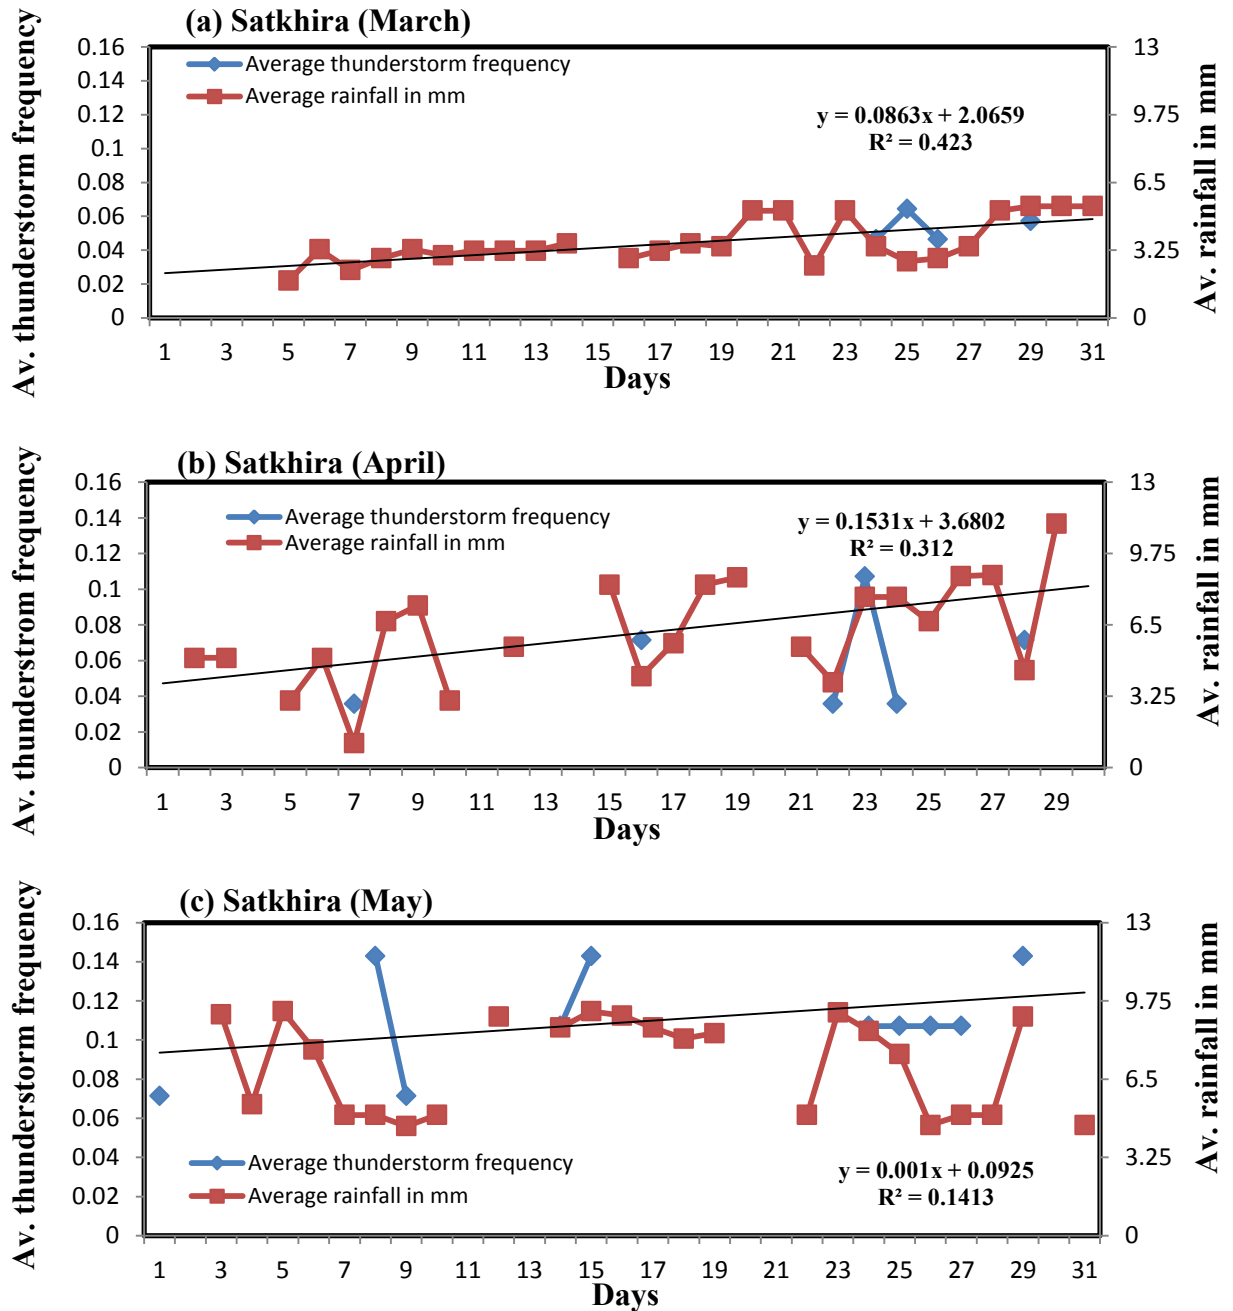 (a) Satkhira (March)
Av. thunderstorm frequency
0.16
0.14
0.12
0.1
0.08
0.06
0.04
0.02
0
Average thunderstorm frequency
Average rainfall in mm
y = 0.0863x + 2.0659
R² = 0.423
13
9.75
6.5
3.25
0
Av. rainfall in mm
1 3 5 7 9 11 13 15 17 19 21 23 25 27 29 31
Days
(b) Satkhira (April)
Av. thunderstrom frequency
0.16
0.14
0.12
0.1
0.08
0.06
0.04
0.02
0
Average thunderstorm frequency
Average rainfall in mm
y = 0.1531x + 3.6802
R² = 0.312
13
9.75
6.5
3.25
0
Av. rainfall in mm
1 3 5 7 9 11 13 15 17 19 21 23 25 27 29
Days
(c) Satkhira (May)
Av. thunderstorm frequency
0.16
0.14
0.12
0.1
0.08
0.06
0.04
0.02
0
Average thunderstorm frequency
Average rainfall in mm
y = 0.001x + 0.0925
R² = 0.1413
13
9.75
6.5
3.25
0
Av. rainfall in mm
1 3 5 7 9 11 13 15 17 19 21 23 25 27 29 31
Days